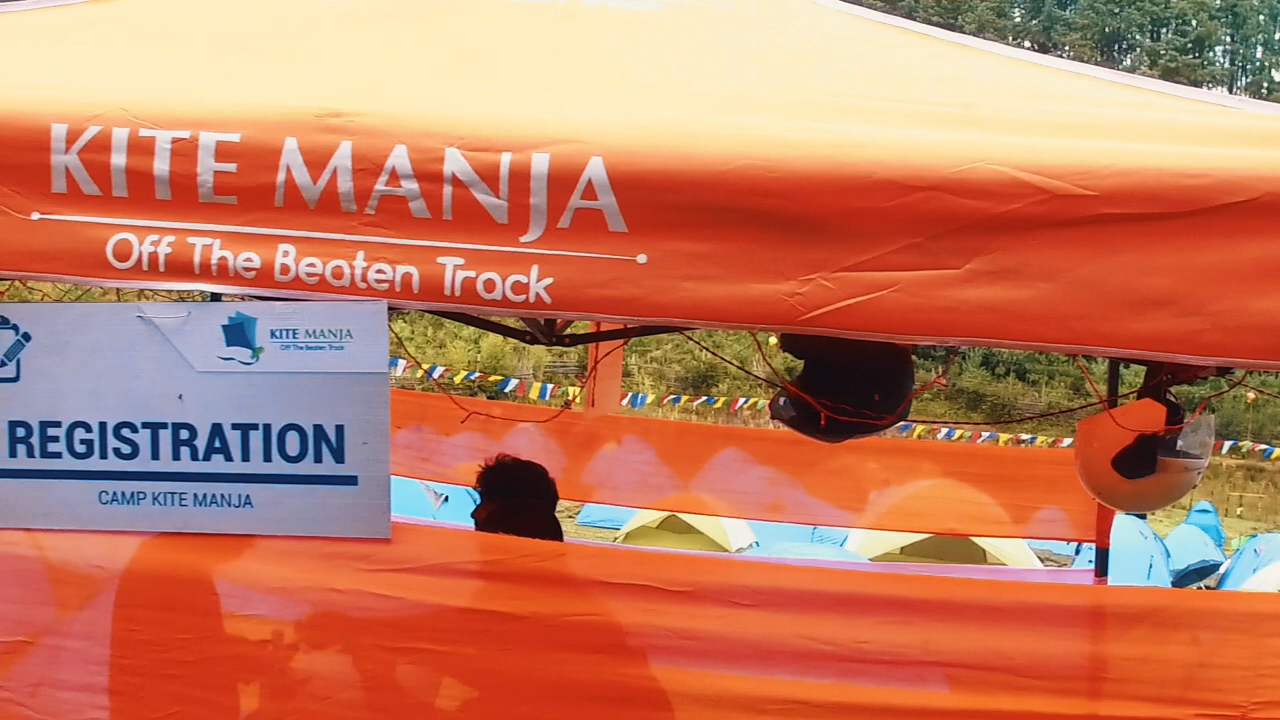 KITE MANJA
Off The Beaten Track
KITE MANJA
Off The Beaten Track
REGISTRATION
CAMP KITE MANJA